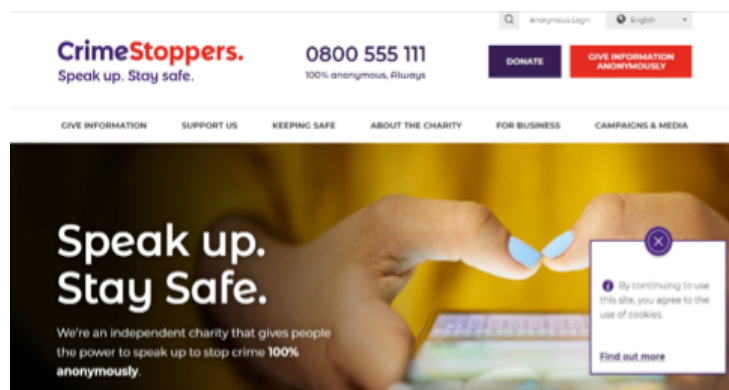 Anonymous Login
English
CrimeStoppers.
Speak up. Stay safe.
0800 555 111
100% anonymous, Always
DONATE
GIVE INFORMATION
ANONYMOUSLY
GIVE INFORMATION
SUPPORT US
KEEPING SAFE
ABOUT THE CHARITY
FOR BUSINESS
CAMPAIGNS & MEDIA
Speak up.
Stay Safe.
We're an independent charity that gives people
the power to speak up to stop crime 100%
anonymously.
By continuing to use
this site, you agree to the
use of cookies.
Find out more